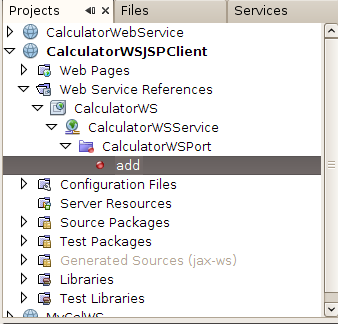 Projects Files Services
CalculatorWebService
CalculatorWSJSPClient
Web Pages
Web Service References
CalculatorWS
CalculatorWSService
CalculatorWSPort
add
Configuration Files
Server Resources
Source Packages
Test Packages
Generated Sources (jax-ws)
Libraries
Test Libraries
MyCalWS